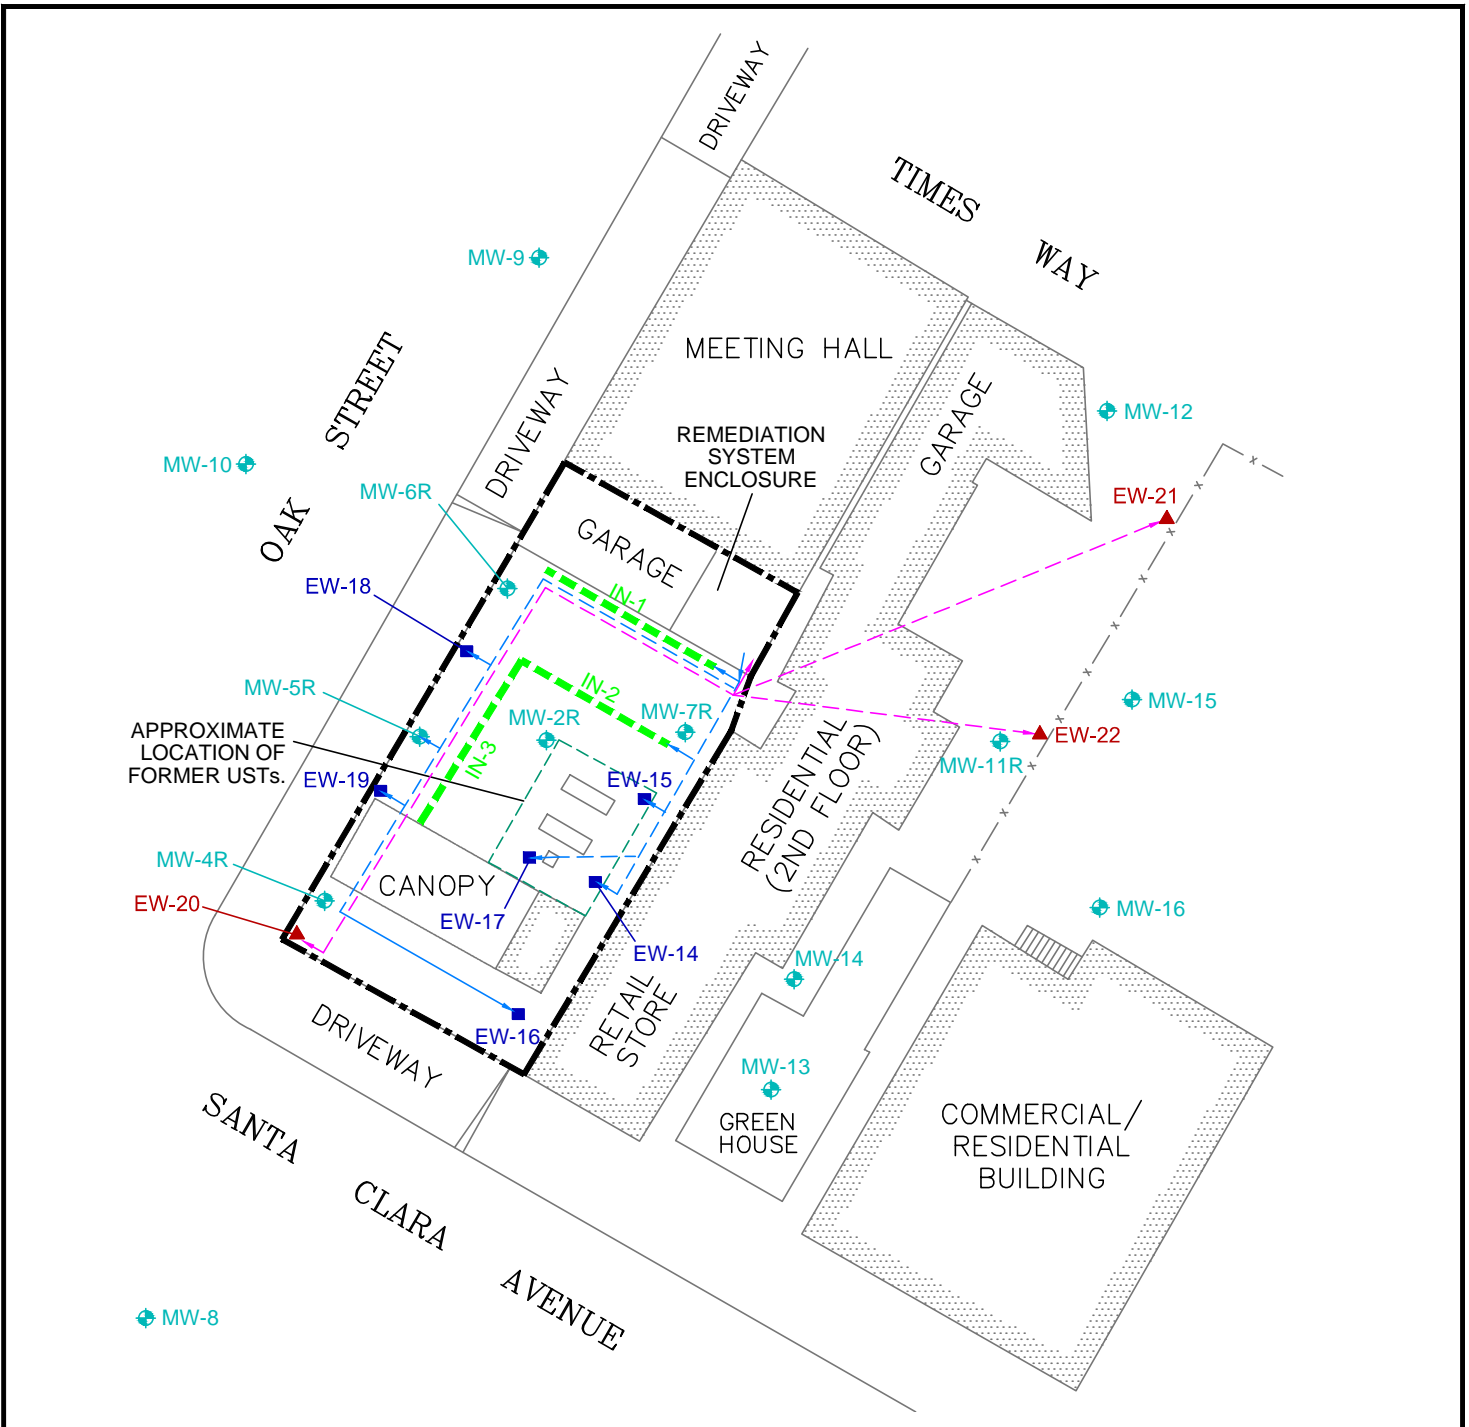 DRIVEWAY
TIMES
WAY
MW-9
STREET
OAK
MEETING HALL
DRIVEWAY
GARAGE
MW-12
REMEDIATION
SYSTEM
ENCLOSURE
MW-10
MW-6R
EW-21
GARAGE
EW-18
IN-1
MW-5R
IN-2
MW-15
MW-2R
MW-7R
APPROXIMATE
LOCATION OF
FORMER USTs.
EW-22
MW-11R
IN-3
EW-19
EW-15
RESIDENTIAL
(2ND FLOOR)
MW-4R
CANOPY
EW-20
EW-17
MW-16
EW-14
MW-14
RETAIL
STORE
EW-16
DRIVEWAY
MW-13
GREEN
HOUSE
COMMERCIAL/
RESIDENTIAL
BUILDING
SANTA
CLARA
AVENUE
MW-8
x
x
x
x
x
x
x